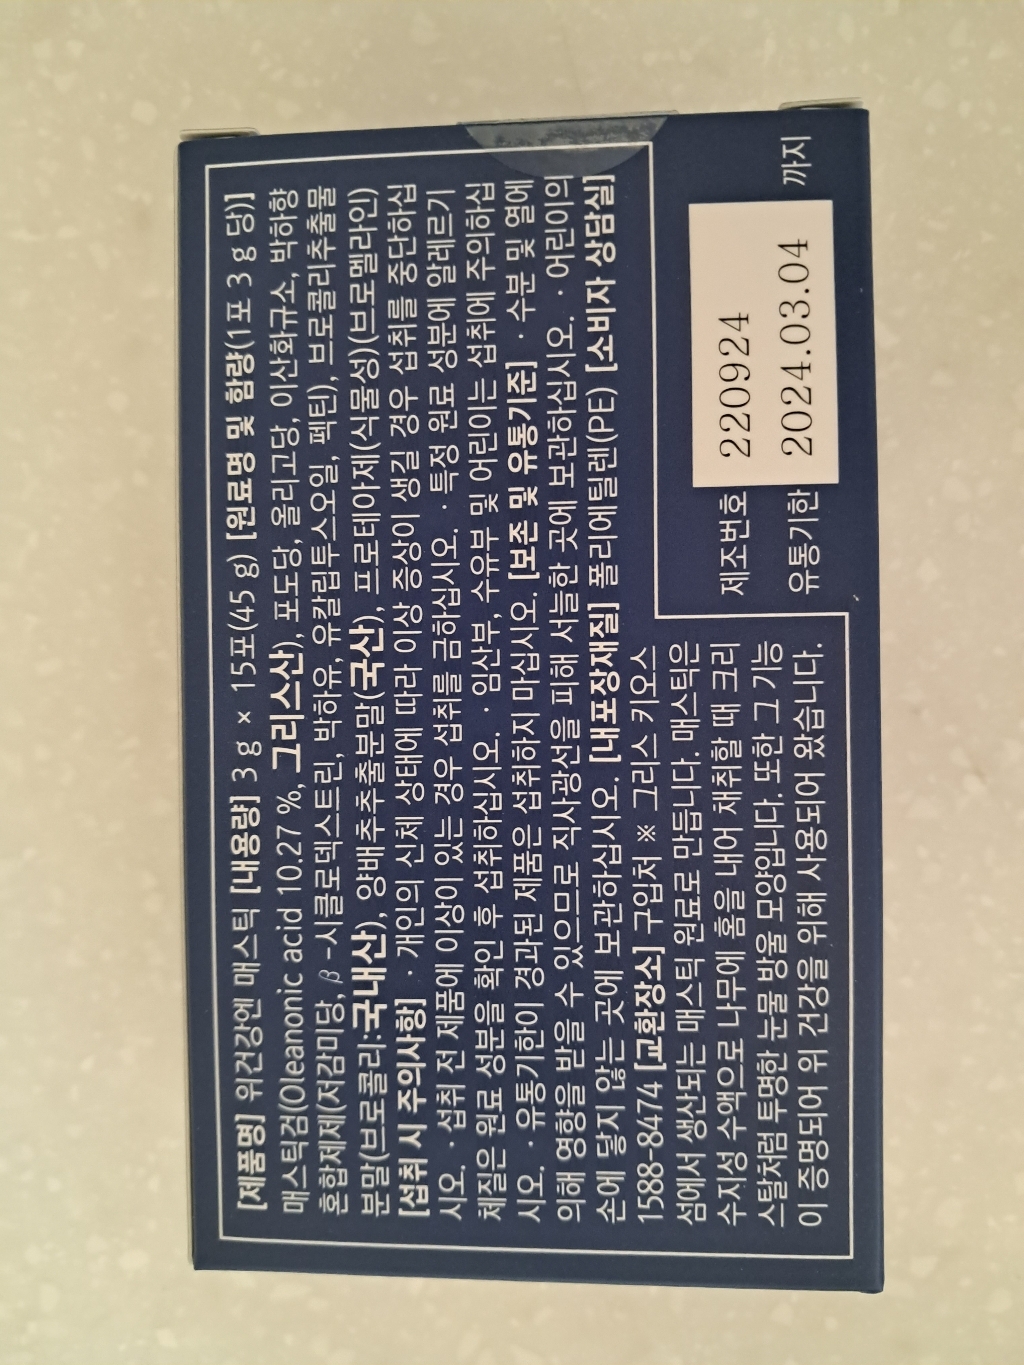 [제품명] 위건강엔 매스틱 [내용량] 3 g × 15포(45 g) [원료명 및 함량(1포 3 g 당)]
매스틱검(Oleanonic acid 10.27 %, 그리스산), 포도당, 올리고당, 이산화규소, 박하향
혼합제제(저감미당, β -시클로덱스트린, 박하유, 유칼립투스오일, 펙틴), 브로콜리추출물
분말(브로콜리:국내산), 양배추추출분말(국산), 프로테아제(식물성)(브로멜라인)
[섭취 시 주의사항] · 개인의 신체 상태에 따라 이상 증상이 생길 경우 섭취를 중단하십
시오. · 섭취 전 제품에 이상이 있는 경우 섭취를 금하십시오. · 특정 원료 성분에 알레르기
체질은 원료 성분을 확인 후 섭취하십시오. · 임산부, 수유부 및 어린이는 섭취에 주의하십
시오. · 유통기한이 경과된 제품은 섭취하지 마십시오. [보존 및 유통기준] · 수분 및 열에
의해 영향을 받을 수 있으므로 직사광선을 피해 서늘한 곳에 보관하십시오. · 어린이의
손에 닿지 않는 곳에 보관하십시오. [내포장재질] 폴리에틸렌(PE) [소비자 상담실]
1588-8474 [교환장소] 구입처 ※ 그리스 키오스
섬에서 생산되는 매스틱 원료로 만듭니다. 매스틱은
수지성 수액으로 나무에 홈을 내어 채취할 때 크리
스탈처럼 투명한 눈물 방울 모양입니다. 또한 그 기능
이 증명되어 위 건강을 위해 사용되어 왔습니다.
제조번호 220924
유통기한 2024.03.04 까지